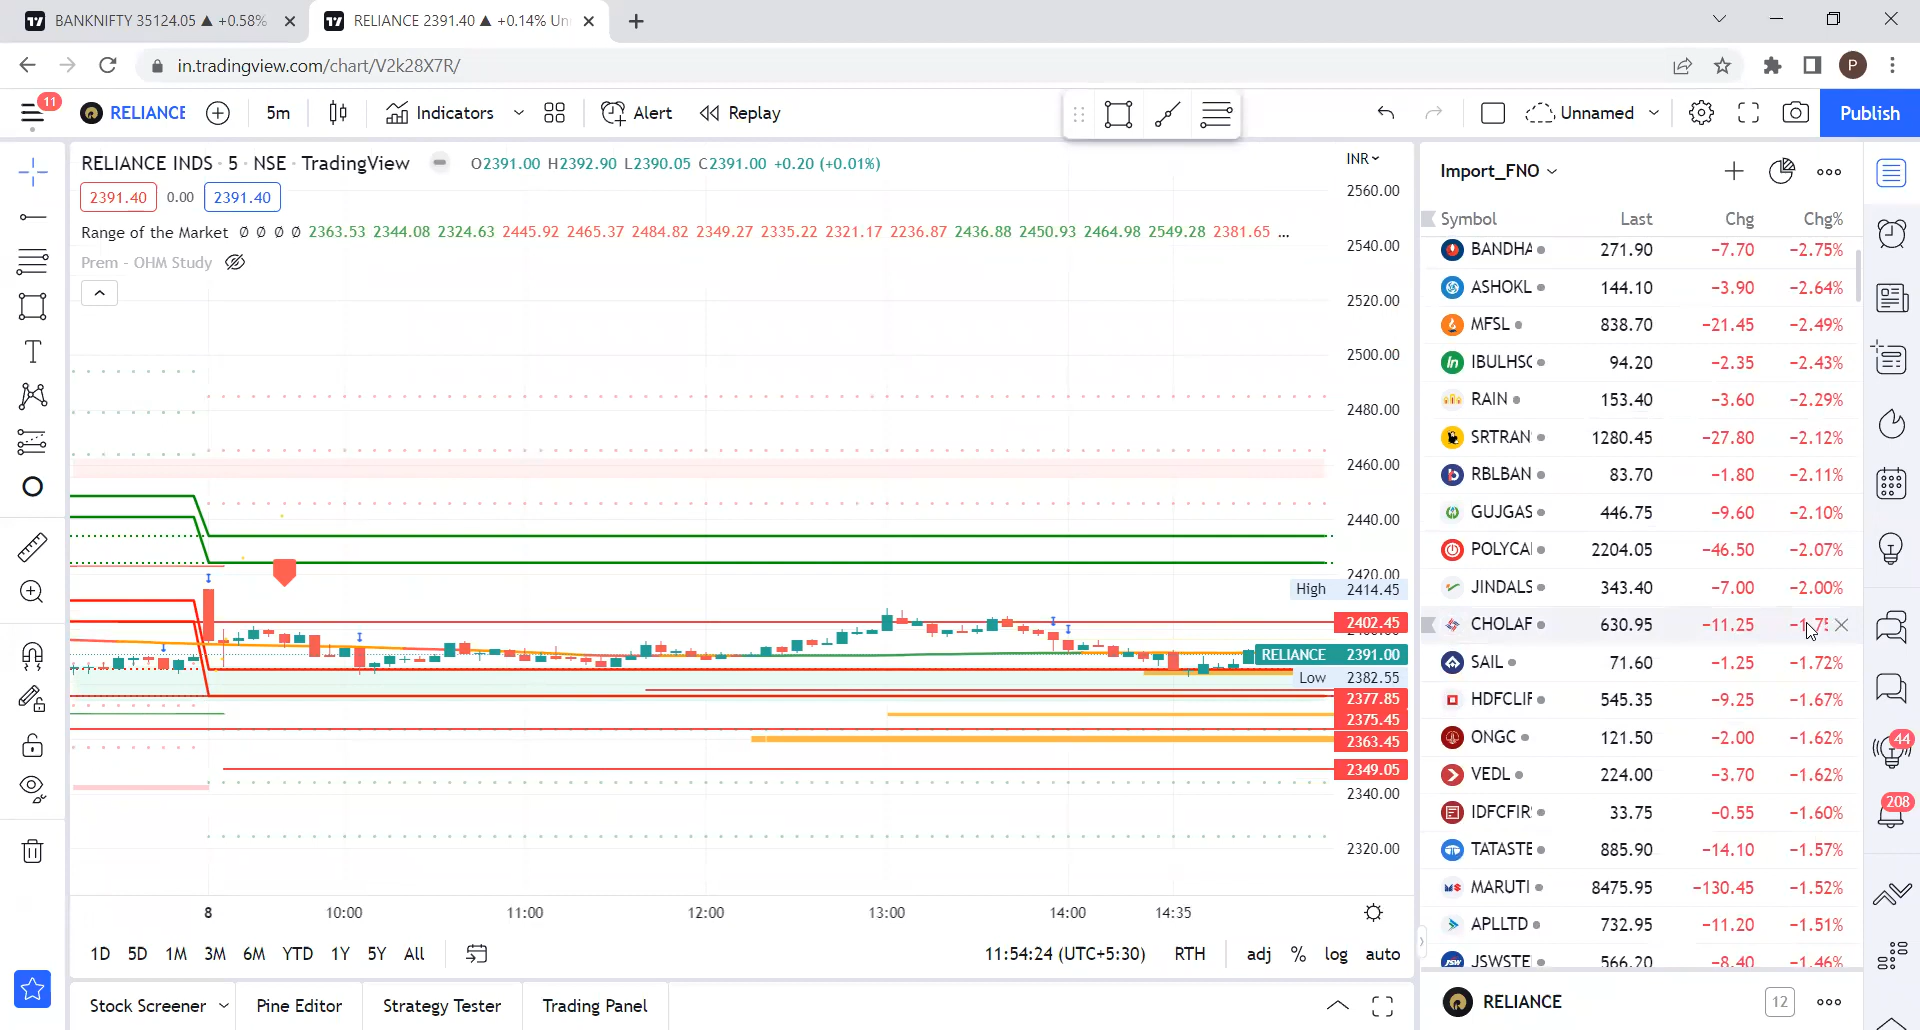 BANKNIFTY 35124.05 ▲ +0.58%
RELIANCE 2391.40 ▲ +0.14% Un
in.tradingview.com/chart/V2k28X7R/
P
11
RELIANCE
5m
Indicators
Alert
Replay
Unnamed
Publish
RELIANCE INDS · 5 · NSE · TradingView
O2391.00 H2392.90 L2390.05 C2391.00 +0.20 (+0.01%)
INR
2391.40 0.00 2391.40
Range of the Market Ø Ø Ø Ø 2363.53 2344.08 2324.63 2445.92 2465.37 2484.82 2349.27 2335.22 2321.17 2236.87 2436.88 2450.93 2464.98 2549.28 2381.65 ...
Prem - OHM Study
2560.00
2540.00
2520.00
2500.00
2480.00
2460.00
2440.00
2420.00
High 2414.45
2402.45
RELIANCE 2391.00
Low 2382.55
2377.85
2375.45
2363.45
2349.05
2340.00
2320.00
8 10:00 11:00 12:00 13:00 14:00 14:35
1D 5D 1M 3M 6M YTD 1Y 5Y All
11:54:24 (UTC+5:30) RTH adj % log auto
Stock Screener Pine Editor Strategy Tester Trading Panel
Import_FNO
Symbol Last Chg Chg%
BANDHA 271.90 −7.70 −2.75%
ASHOKL 144.10 −3.90 −2.64%
MFSL 838.70 −21.45 −2.49%
IBULHSC 94.20 −2.35 −2.43%
RAIN 153.40 −3.60 −2.29%
SRTRAN 1280.45 −27.80 −2.12%
RBLBAN 83.70 −1.80 −2.11%
GUJGAS 446.75 −9.60 −2.10%
POLYCA 2204.05 −46.50 −2.07%
JINDALS 343.40 −7.00 −2.00%
CHOLAF 630.95 −11.25
SAIL 71.60 −1.25 −1.72%
HDFCLIF 545.35 −9.25 −1.67%
ONGC 121.50 −2.00 −1.62%
VEDL 224.00 −3.70 −1.62%
IDFCFIR 33.75 −0.55 −1.60%
TATASTE 885.90 −14.10 −1.57%
MARUTI 8475.95 −130.45 −1.52%
APLLTD 732.95 −11.20 −1.51%
JSWSTE 566.20 −8.40 −1.46%
RELIANCE
12
44
208